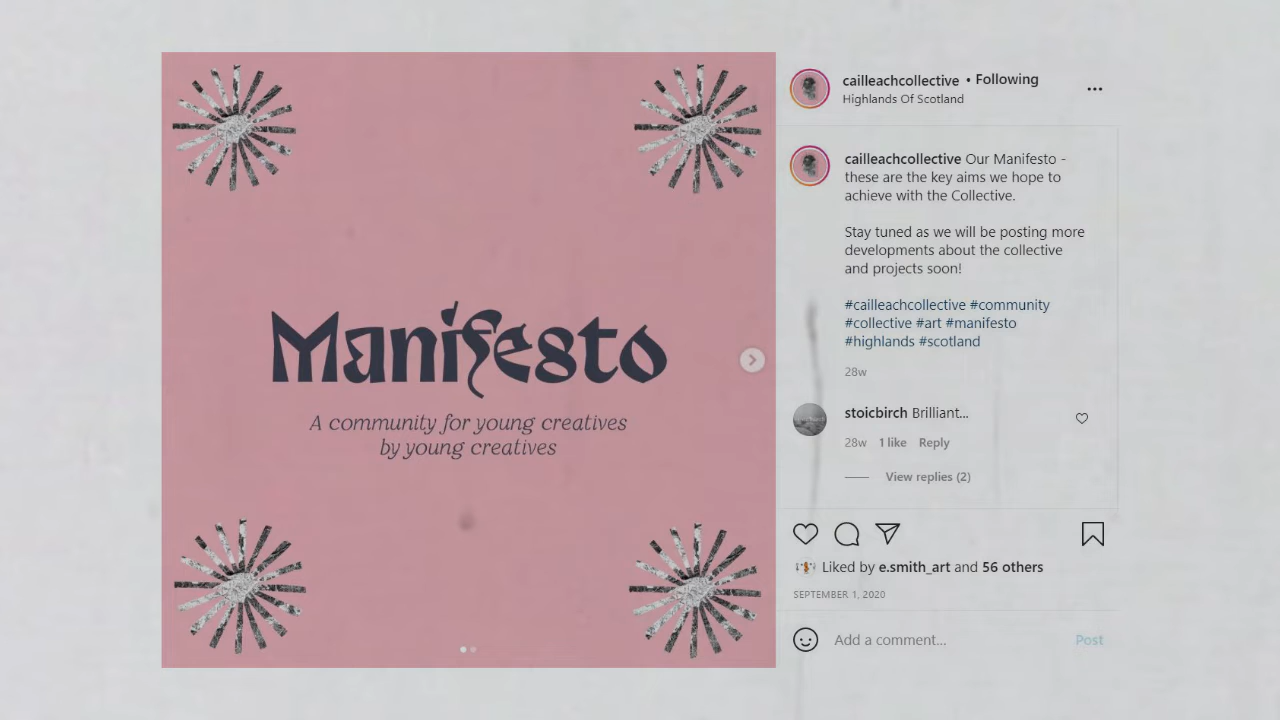 Manifesto
A community for young creatives
by young creatives
cailleachcollective • Following
Highlands Of Scotland
cailleachcollective Our Manifesto -
these are the key aims we hope to
achieve with the Collective.
Stay tuned as we will be posting more
developments about the collective
and projects soon!
#cailleachcollective #community
#collective #art #manifesto
#highlands #scotland
28w
stoicbirch Brilliant...
28w 1 like Reply
View replies (2)
Liked by e.smith_art and 56 others
SEPTEMBER 1, 2020
Add a comment... Post